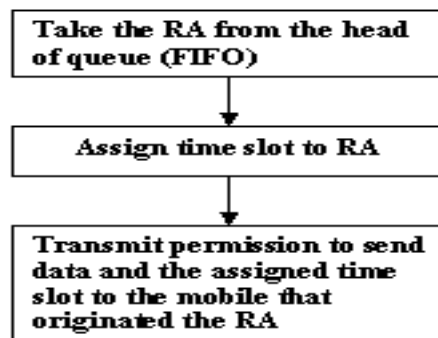 Take the RA from the head
of queue (FIFO)
Assign time slot to RA
Transmit permission to send
data and the assigned time
slot to the mobile that
originated the RA